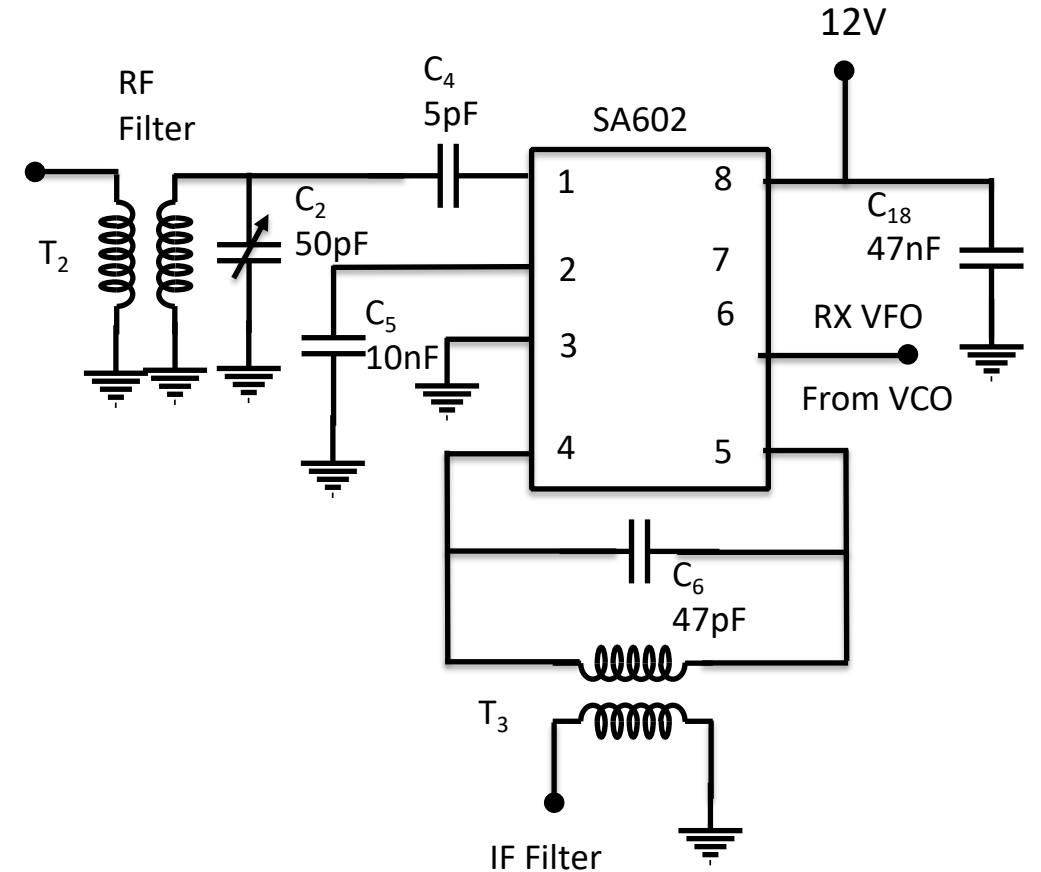 12V
RF
Filter
C4
5pF
SA602
1
8
C2
50pF
C18
47nF
T2
2
7
6
RX VFO
C5
10nF
3
From VCO
4
5
C6
47pF
T3
IF Filter